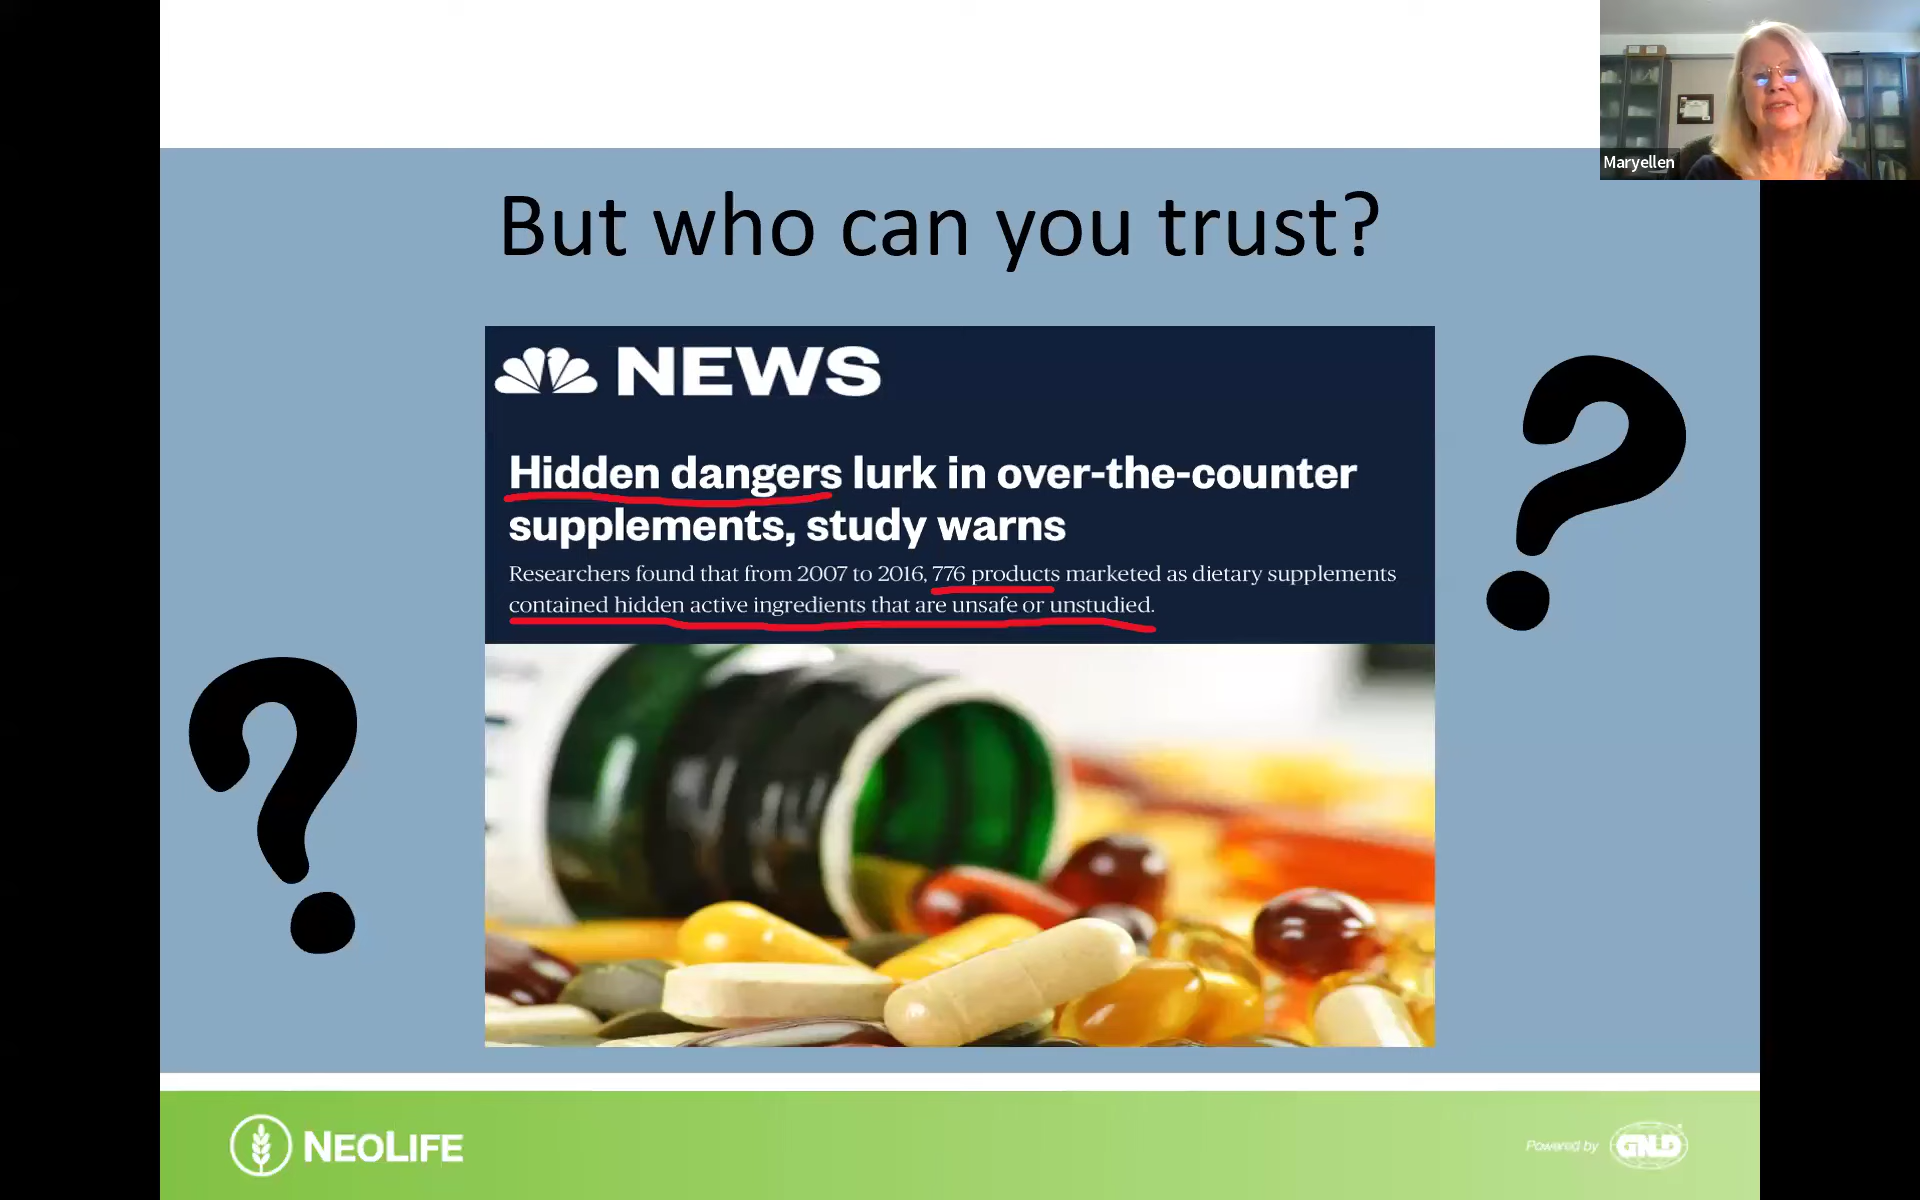 Maryellen
But who can you trust?
NEWS
Hidden dangers lurk in over-the-counter
supplements, study warns
Researchers found that from 2007 to 2016, 776 products marketed as dietary supplements
contained hidden active ingredients that are unsafe or unstudied.
NEOLIFE
Powered by GNLD